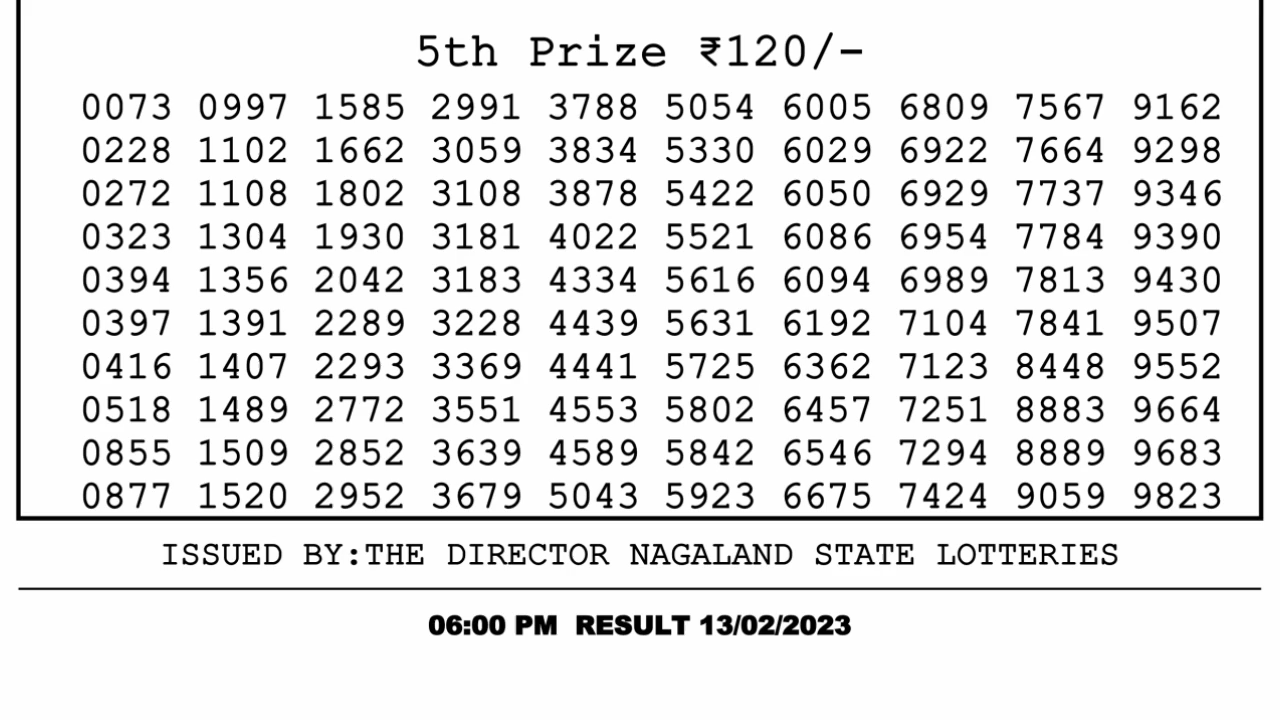 5th Prize ₹120/-
0073 0997 1585 2991 3788 5054 6005 6809 7567 9162
0228 1102 1662 3059 3834 5330 6029 6922 7664 9298
0272 1108 1802 3108 3878 5422 6050 6929 7737 9346
0323 1304 1930 3181 4022 5521 6086 6954 7784 9390
0394 1356 2042 3183 4334 5616 6094 6989 7813 9430
0397 1391 2289 3228 4439 5631 6192 7104 7841 9507
0416 1407 2293 3369 4441 5725 6362 7123 8448 9552
0518 1489 2772 3551 4553 5802 6457 7251 8883 9664
0855 1509 2852 3639 4589 5842 6546 7294 8889 9683
0877 1520 2952 3679 5043 5923 6675 7424 9059 9823
ISSUED BY:THE DIRECTOR NAGALAND STATE LOTTERIES
06:00 PM RESULT 13/02/2023